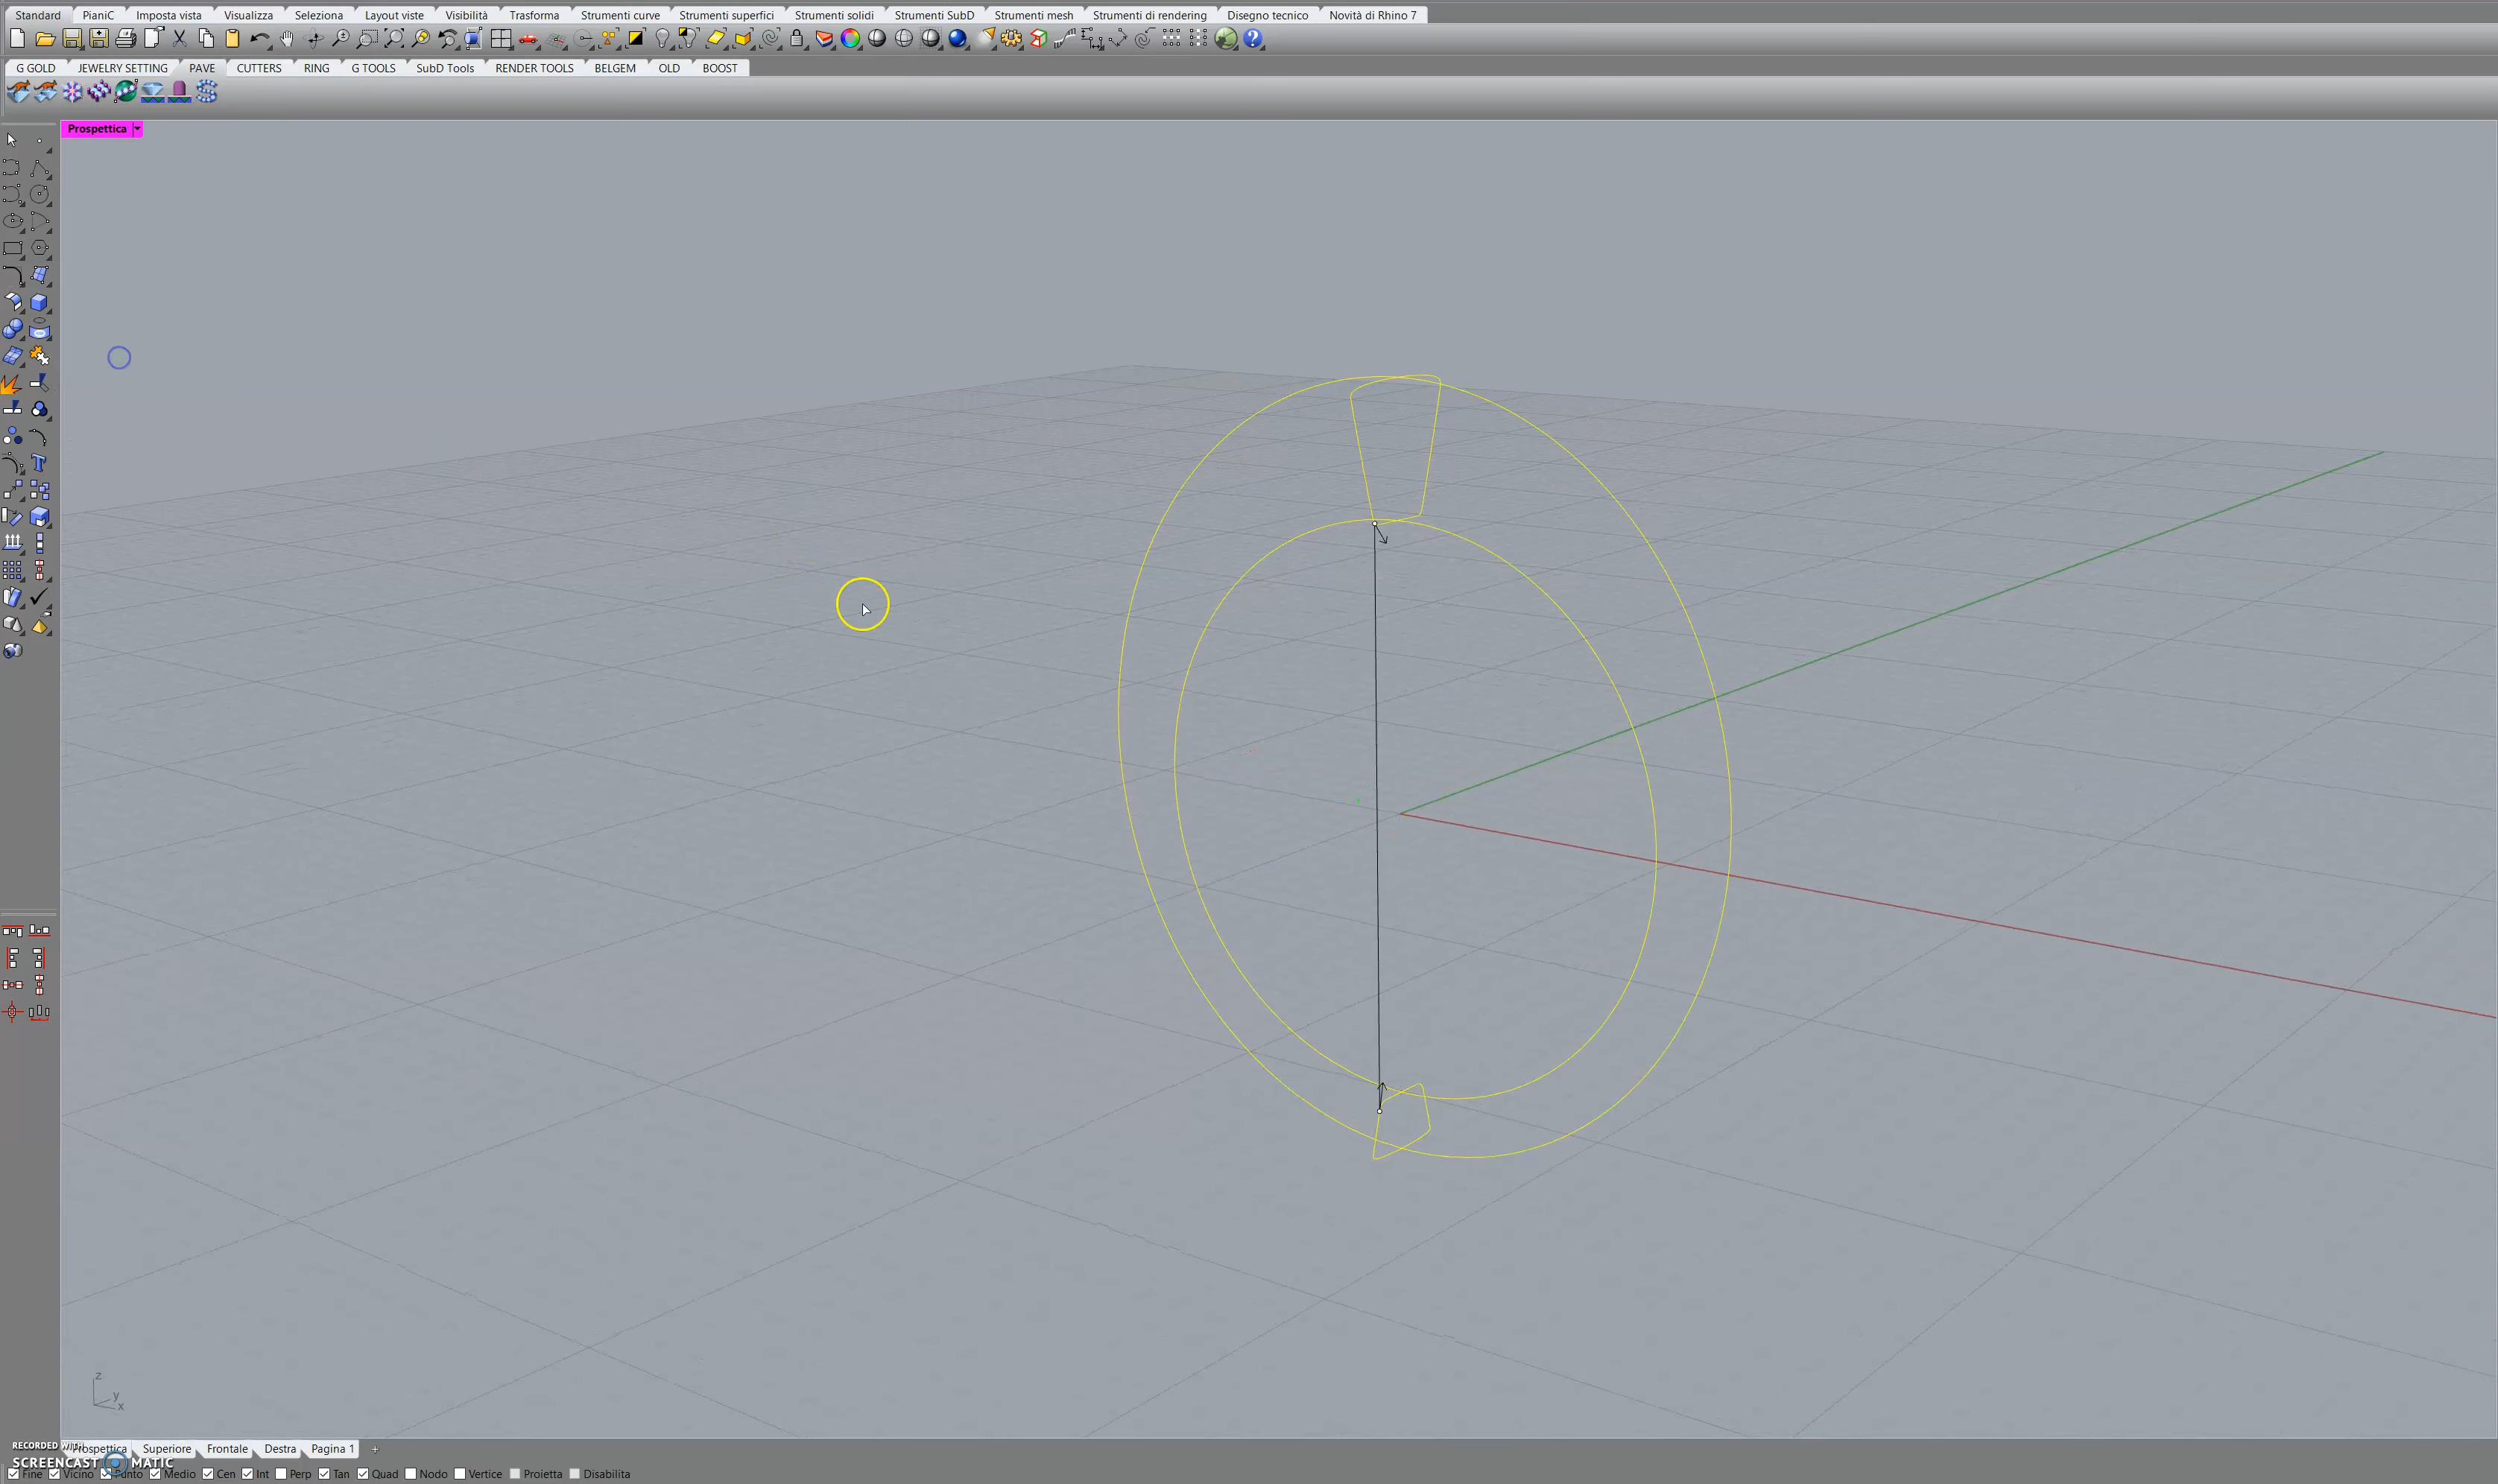 Standard PianiC Imposta vista Visualizza Seleziona Layout viste Visibilità Trasforma Strumenti curve Strumenti superfici Strumenti solidi Strumenti SubD Strumenti mesh Strumenti di rendering Disegno tecnico Novità di Rhino 7
G GOLD JEWELRY SETTING PAVE CUTTERS RING G TOOLS SubD Tools RENDER TOOLS BELGEM OLD BOOST
Prospettica
z
y
x
RECORDED WITH
Prospettica Superiore Frontale Destra Pagina 1
SCREENCAST MATIC
Fine Vicino Punto Medio Cen Int Perp Tan Quad Nodo Vertice Proietta Disabilita